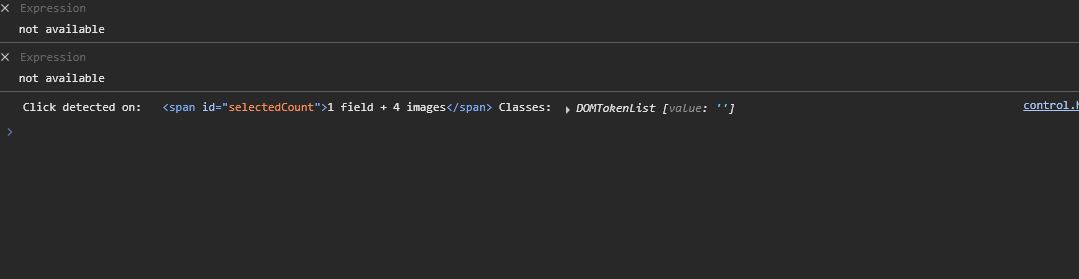 Expression
not available
Expression
not available
Click detected on: <span id="selectedCount">1 field + 4 images</span> Classes: DOMTokenList [value: ''] control.h